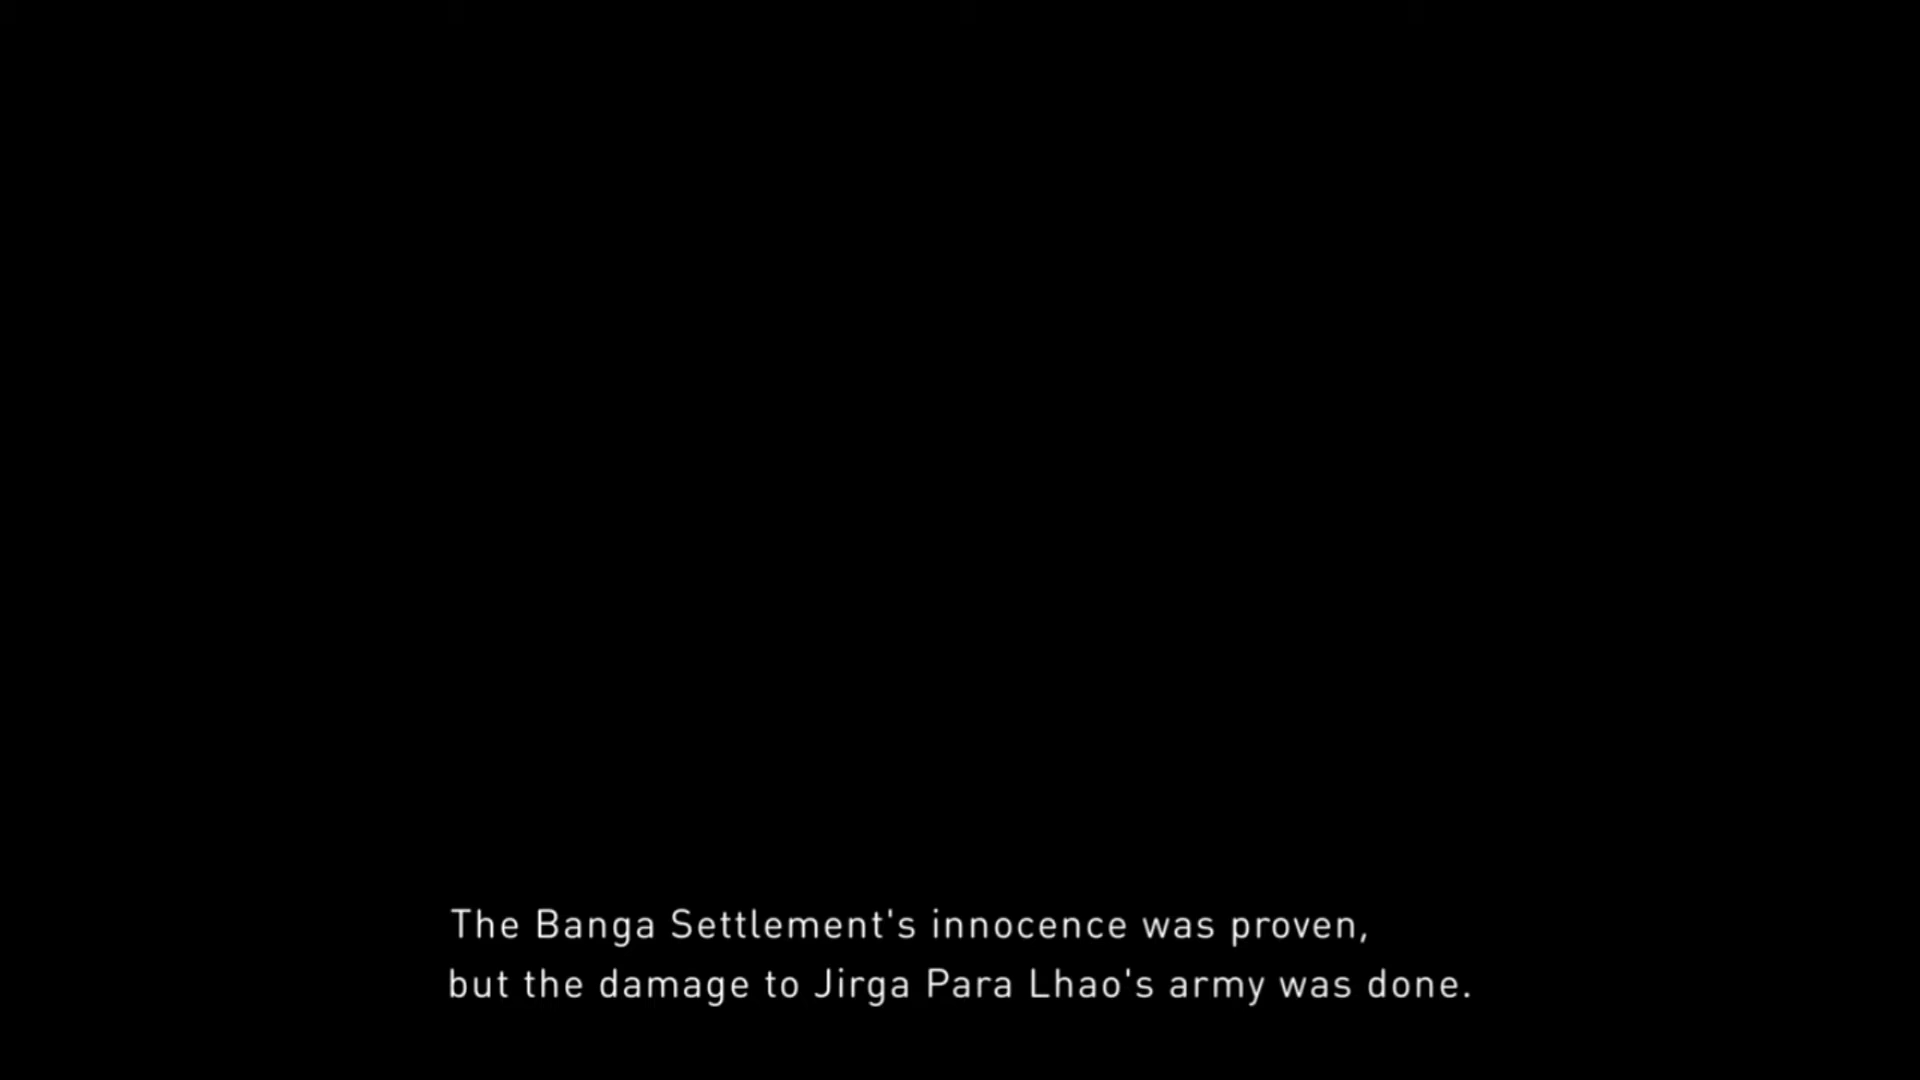 The Banga Settlement's innocence was proven,
but the damage to Jirga Para Lhao's army was done.